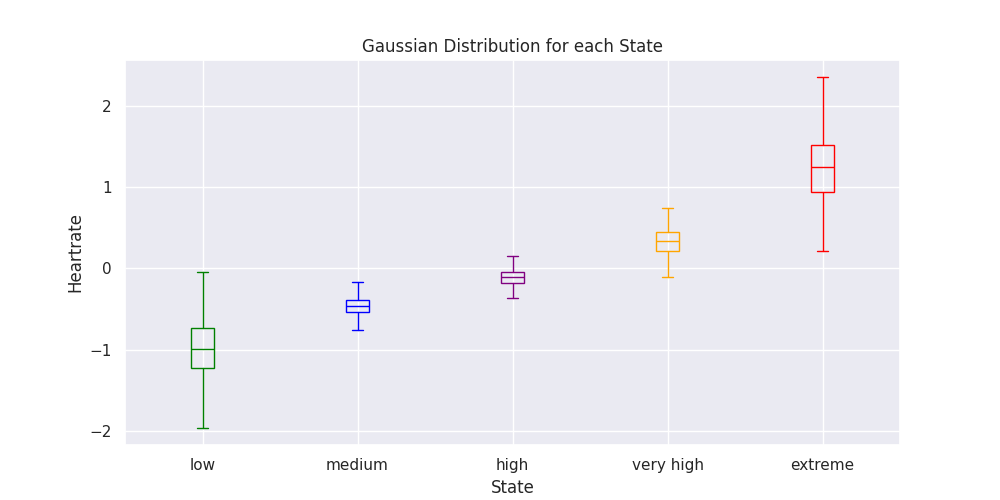 Gaussian Distribution for each State
Heartrate
2
1
0
−1
−2
low medium high very high extreme
State